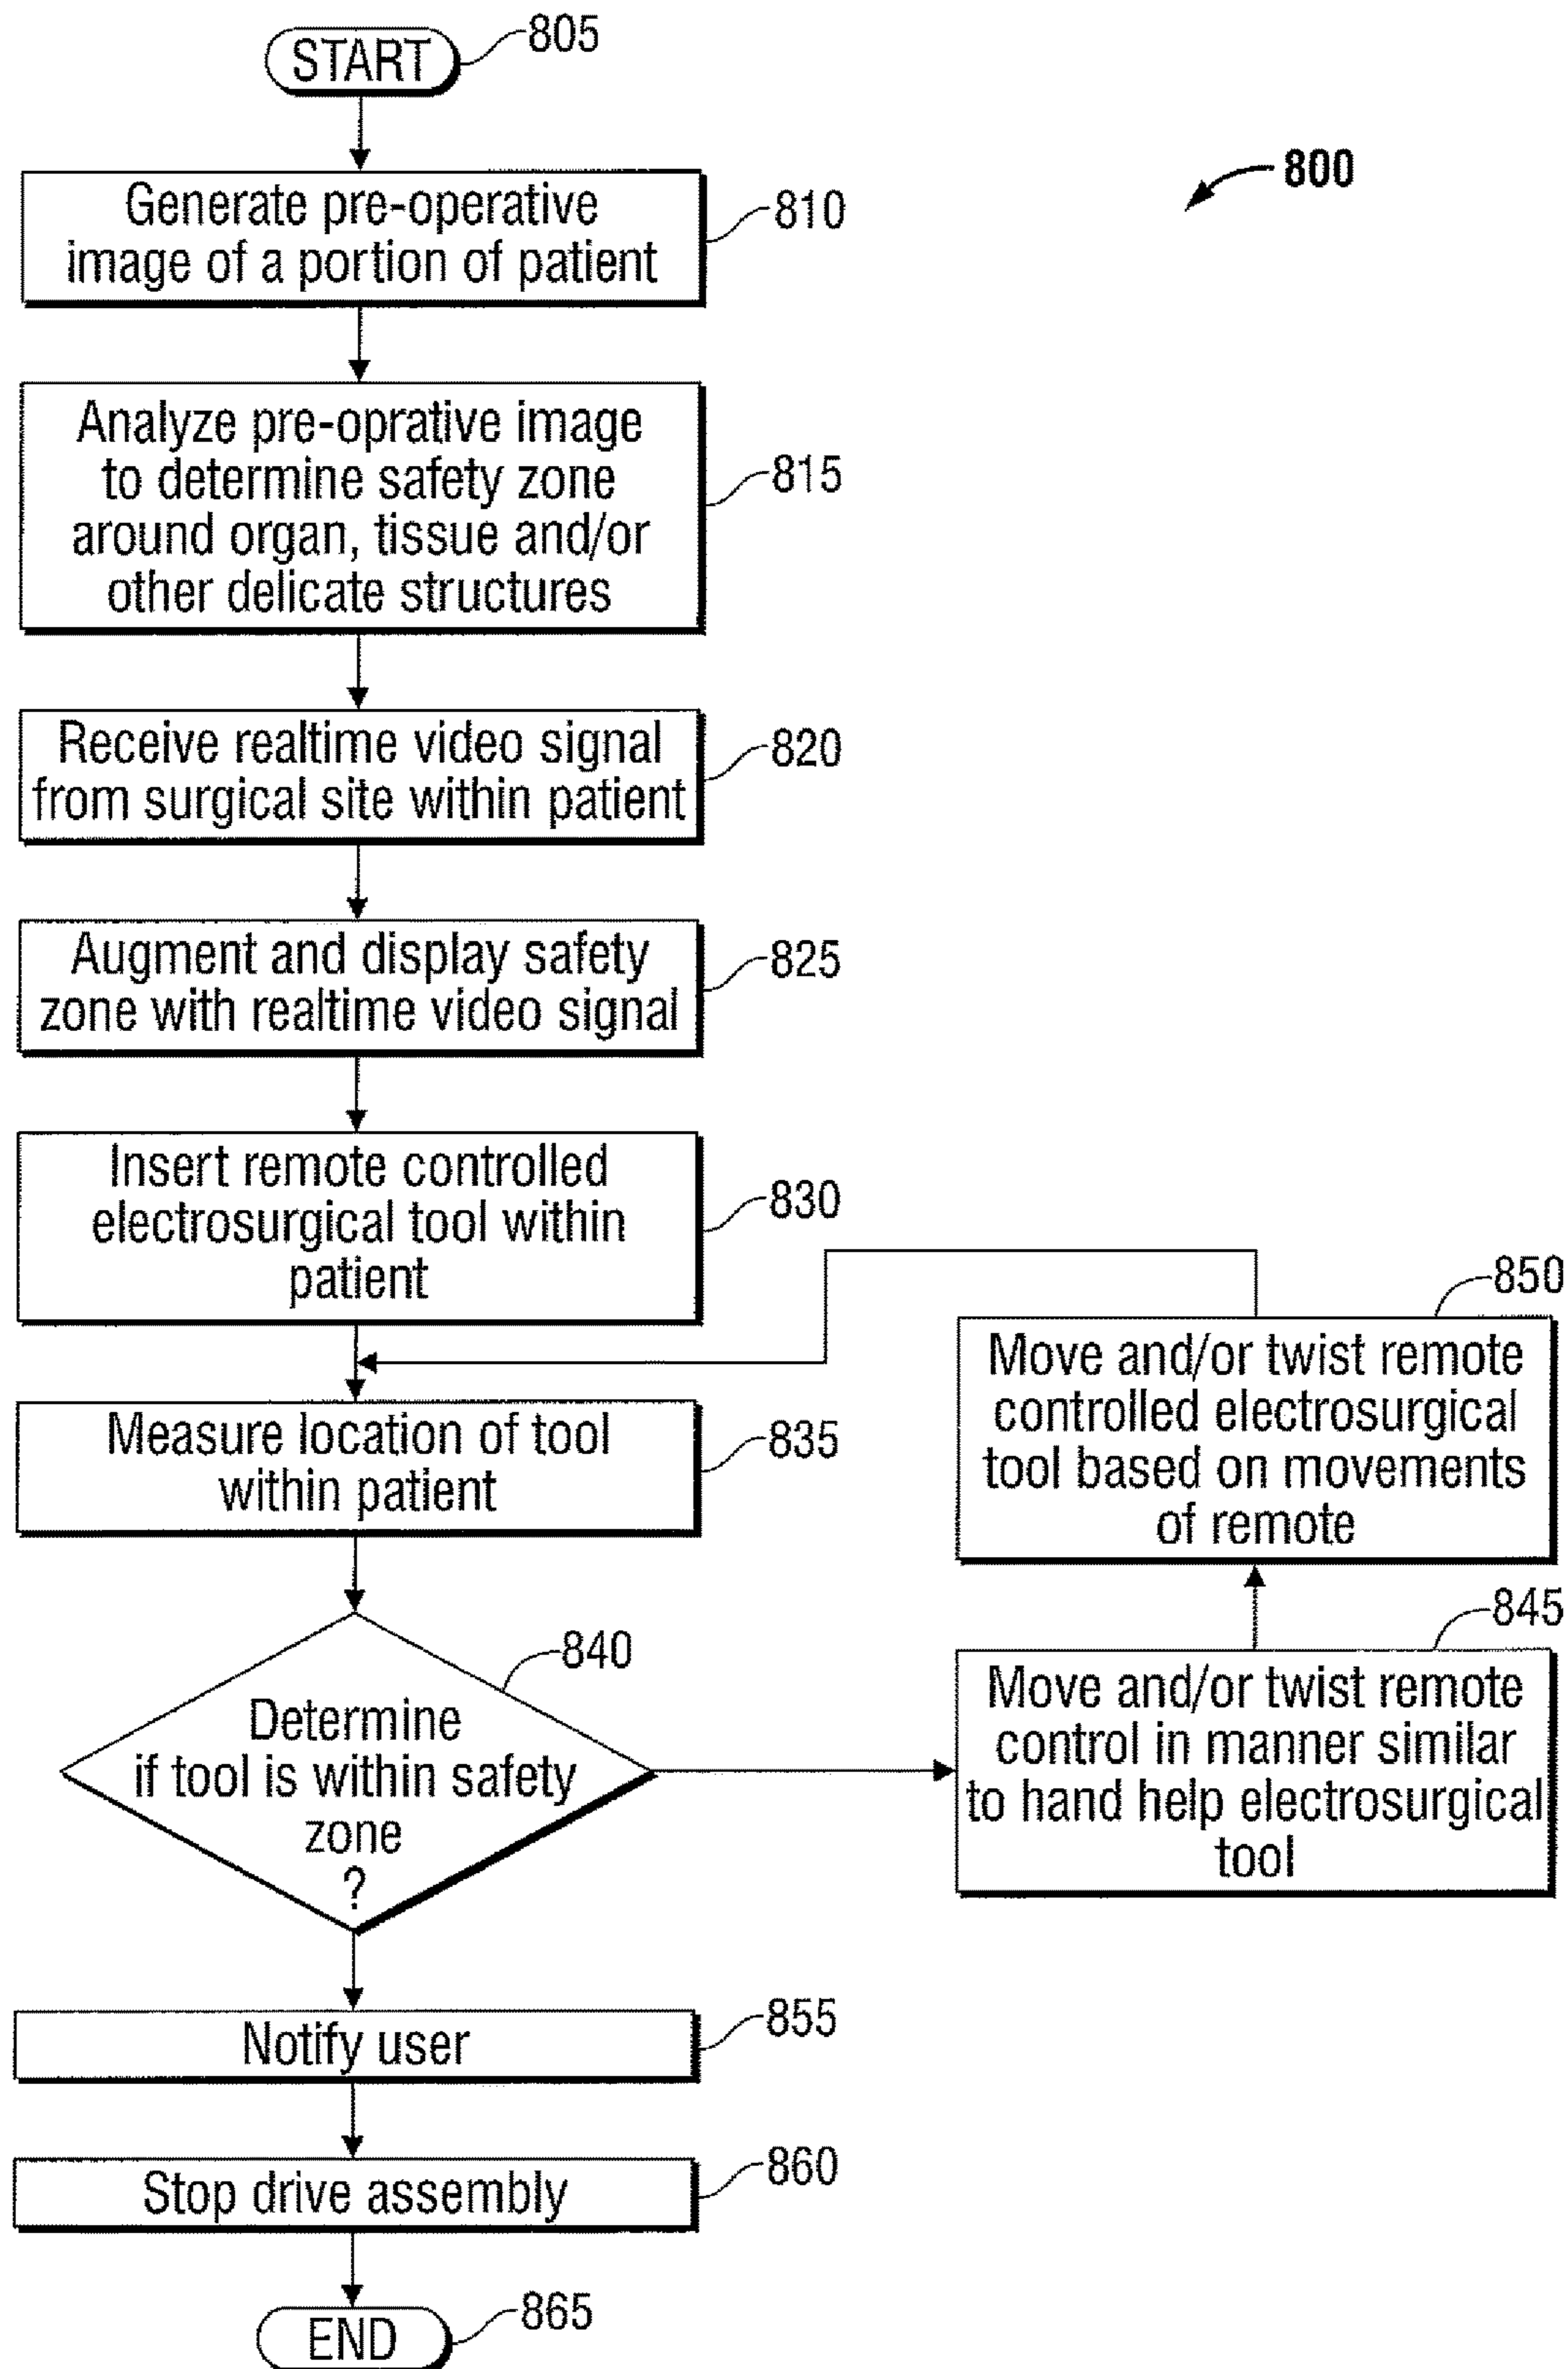 START
805
800
Generate pre-operative
image of a portion of patient
810
Analyze pre-oprative image
to determine safety zone
around organ, tissue and/or
other delicate structures
815
Receive realtime video signal
from surgical site within patient
820
Augment and display safety
zone with realtime video signal
825
Insert remote controlled
electrosurgical tool within
patient
830
Measure location of tool
within patient
835
Determine
if tool is within safety
zone
?
840
Move and/or twist remote
control in manner similar
to hand help electrosurgical
tool
845
Move and/or twist remote
controlled electrosurgical
tool based on movements
of remote
850
Notify user
855
Stop drive assembly
860
END
865